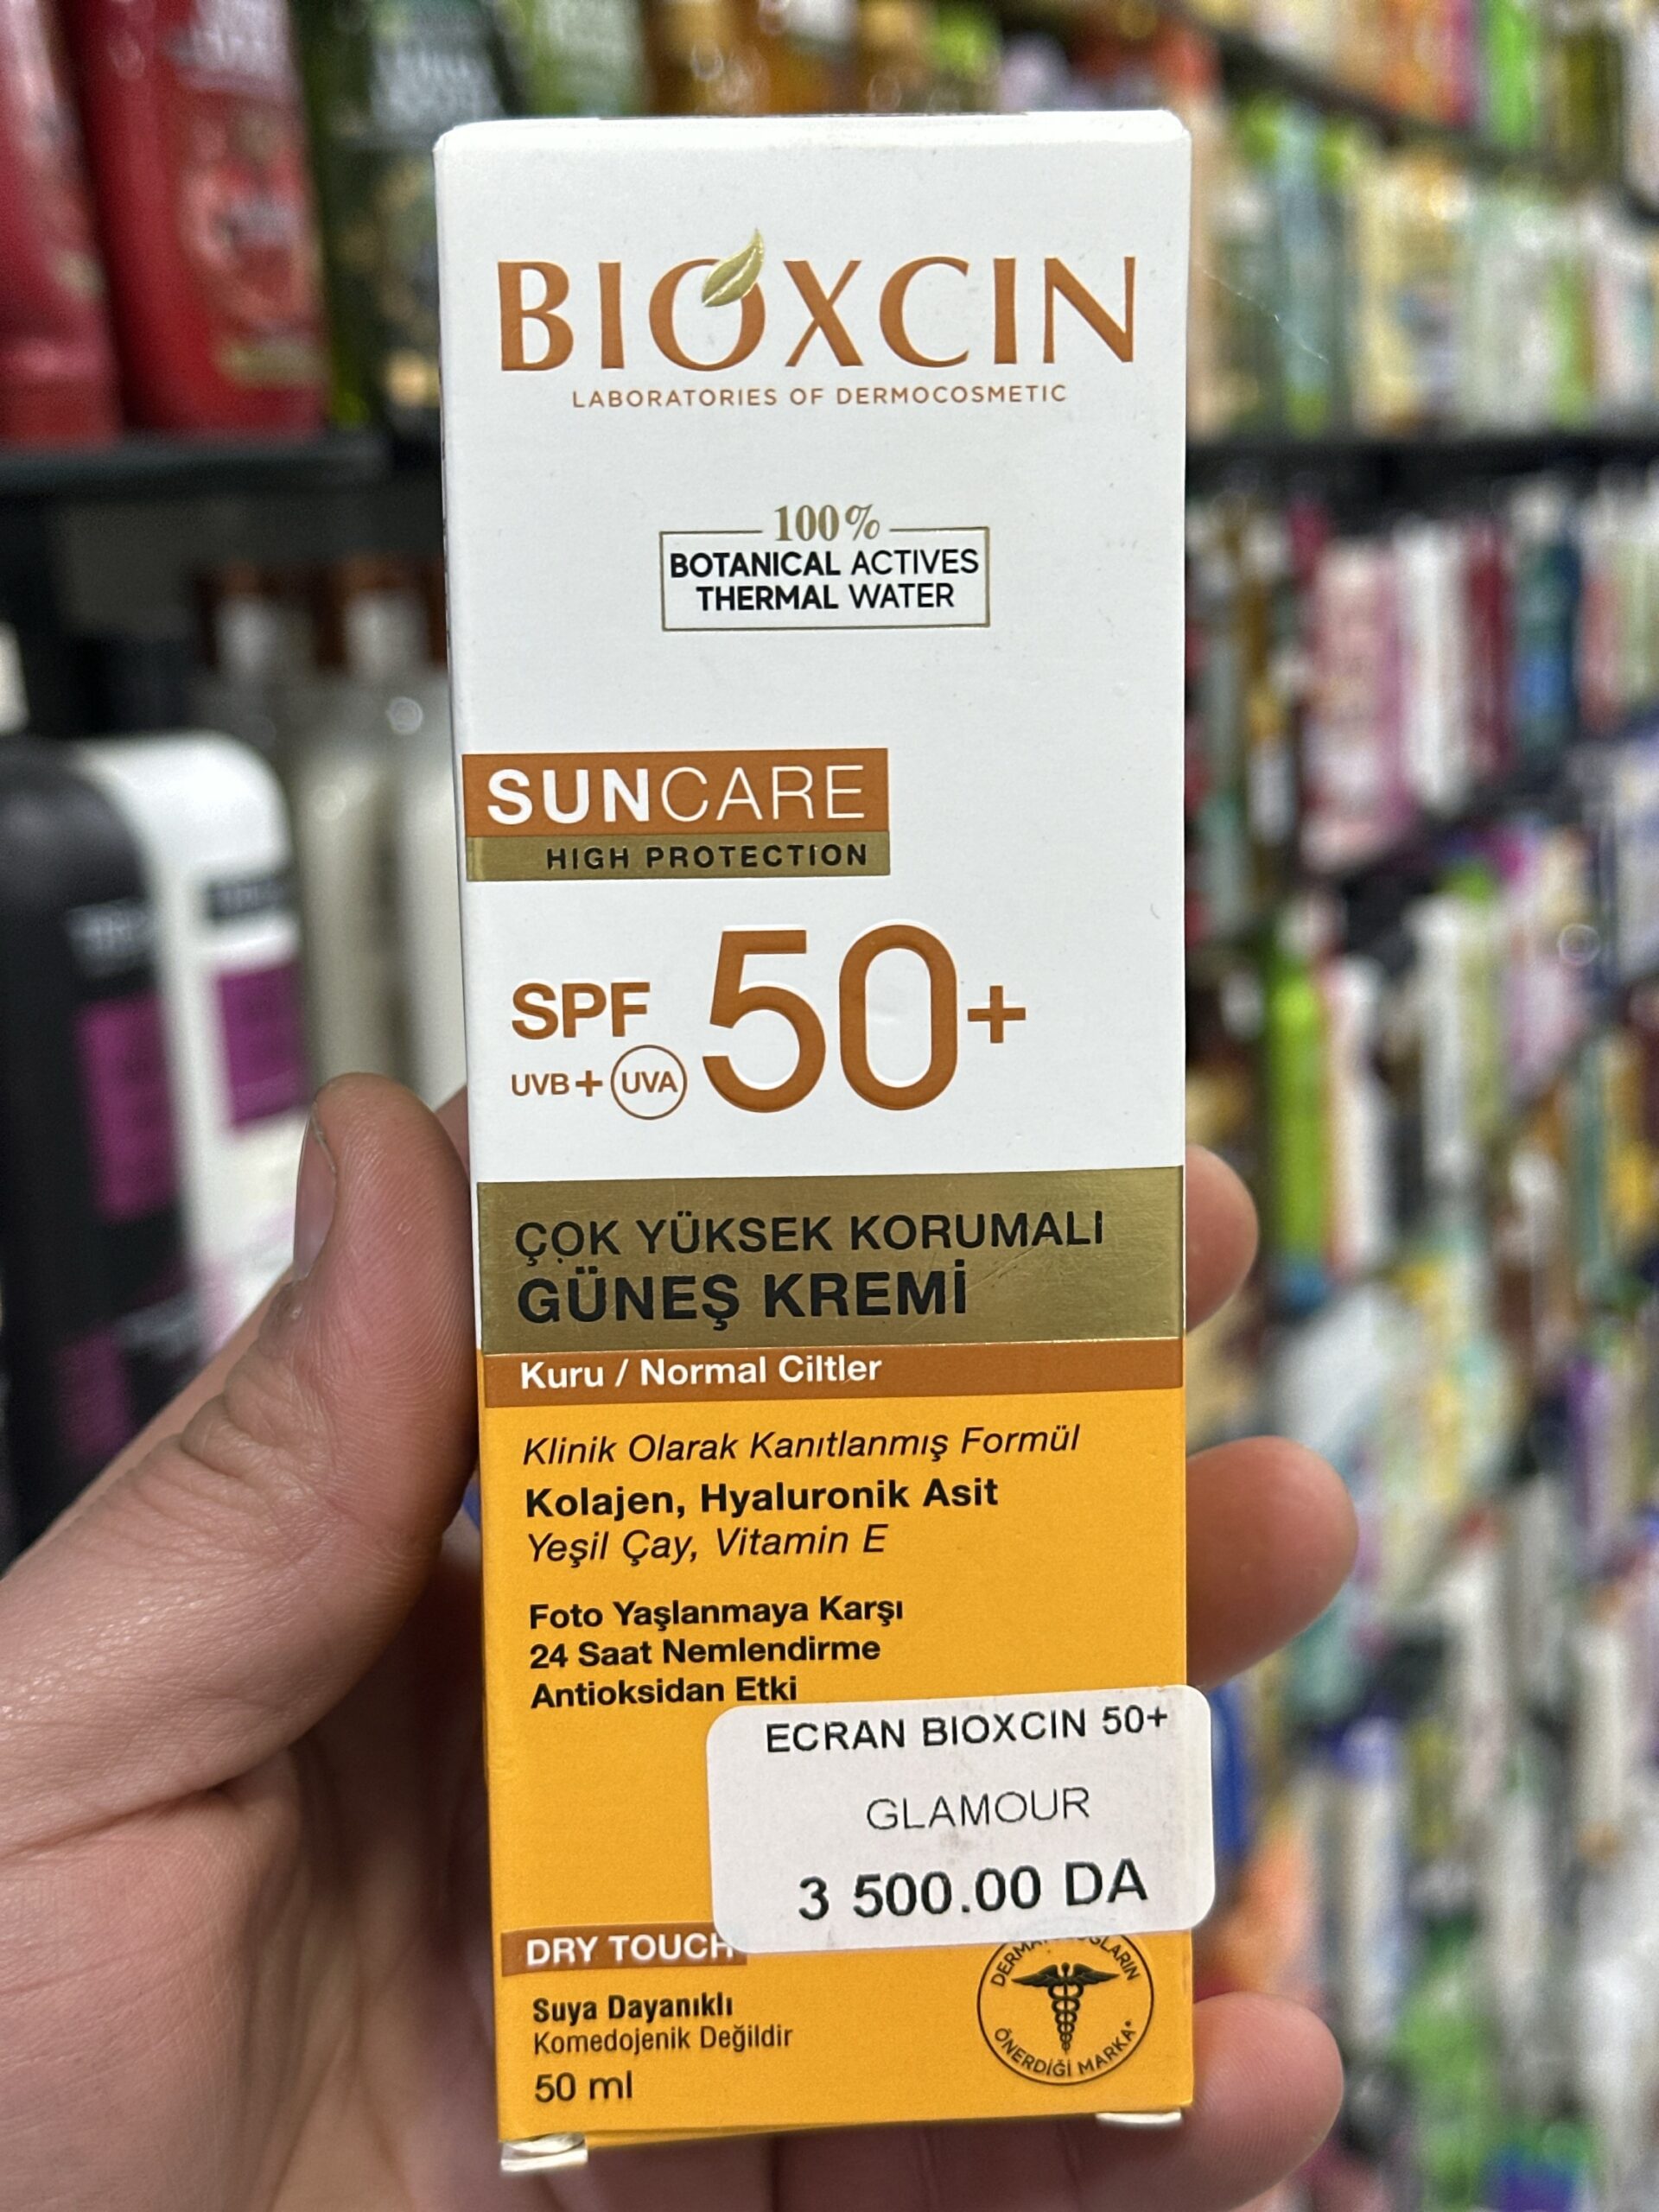 BIOXCIN
LABORATORIES OF DERMOCOSMETIC
100%
BOTANICAL ACTIVES
THERMAL WATER
SUNCARE
HIGH PROTECTION
SPF 50+
UVB + UVA
ÇOK YÜKSEK KORUMALI
GÜNEŞ KREMİ
Kuru / Normal Ciltler
Klinik Olarak Kanıtlanmış Formül
Kolajen, Hyaluronik Asit
Yeşil Çay, Vitamin E
Foto Yaşlanmaya Karşı
24 Saat Nemlendirme
Antioksidan Etki
ECRAN BIOXCIN 50+
GLAMOUR
3 500.00 DA
DRY TOUCH
Suya Dayanıklı
Komedojenik Değildir
50 ml
ÖNERDİĞİ MARKA*